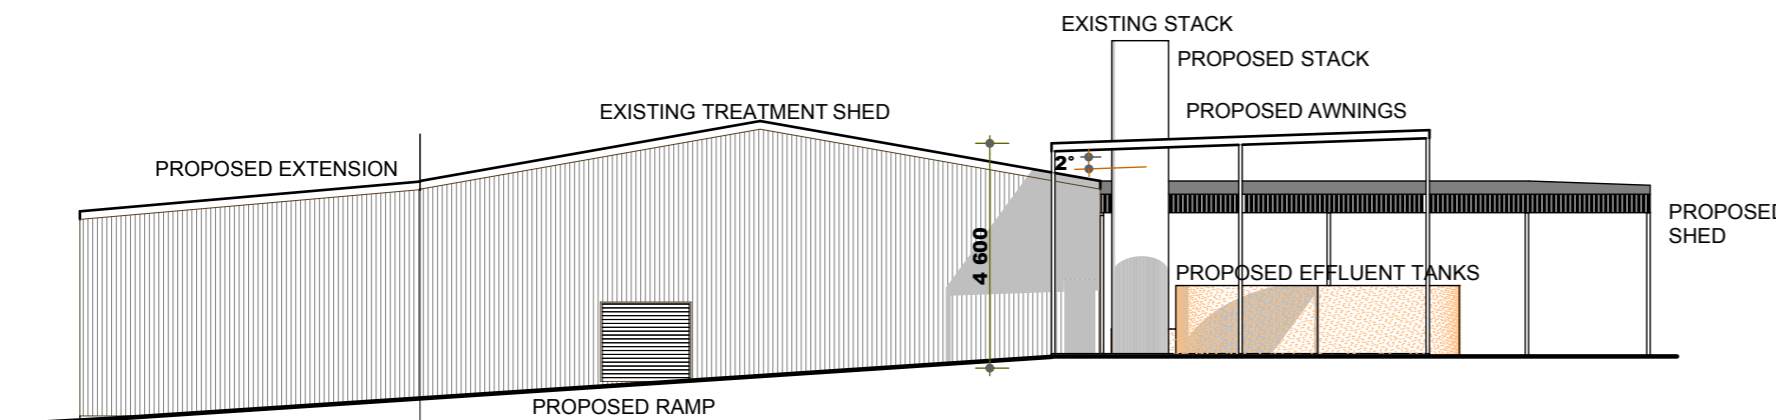 EXISTING STACK
PROPOSED STACK
EXISTING TREATMENT SHED
PROPOSED AWNINGS
PROPOSED EXTENSION
2°
PROPOSED
SHED
4 600
PROPOSED EFFLUENT TANKS
PROPOSED RAMP